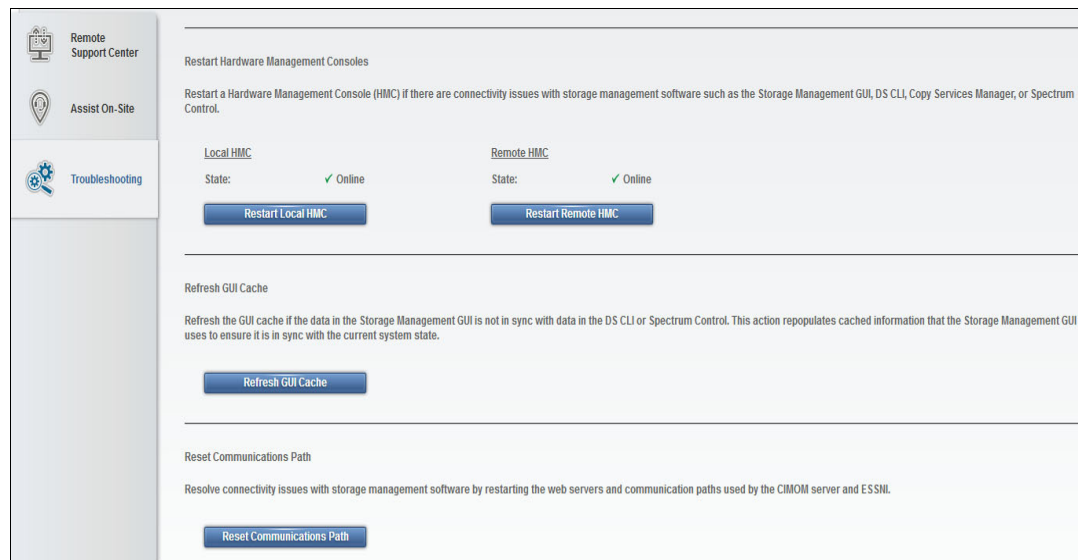 Remote
Support Center
Assist On-Site
Troubleshooting
Restart Hardware Management Consoles
Restart a Hardware Management Console (HMC) if there are connectivity issues with storage management software such as the Storage Management GUI, DS CLI, Copy Services Manager, or Spectrum
Control.
Local HMC
Remote HMC
State:
Online
State:
Online
Restart Local HMC
Restart Remote HMC
Refresh GUI Cache
Refresh the GUI cache if the data in the Storage Management GUI is not in sync with data in the DS CLI or Spectrum Control. This action repopulates cached information that the Storage Management GUI
uses to ensure it is in sync with the current system state.
Refresh GUI Cache
Reset Communications Path
Resolve connectivity issues with storage management software by restarting the web servers and communication paths used by the CIMOM server and ESSNI.
Reset Communications Path